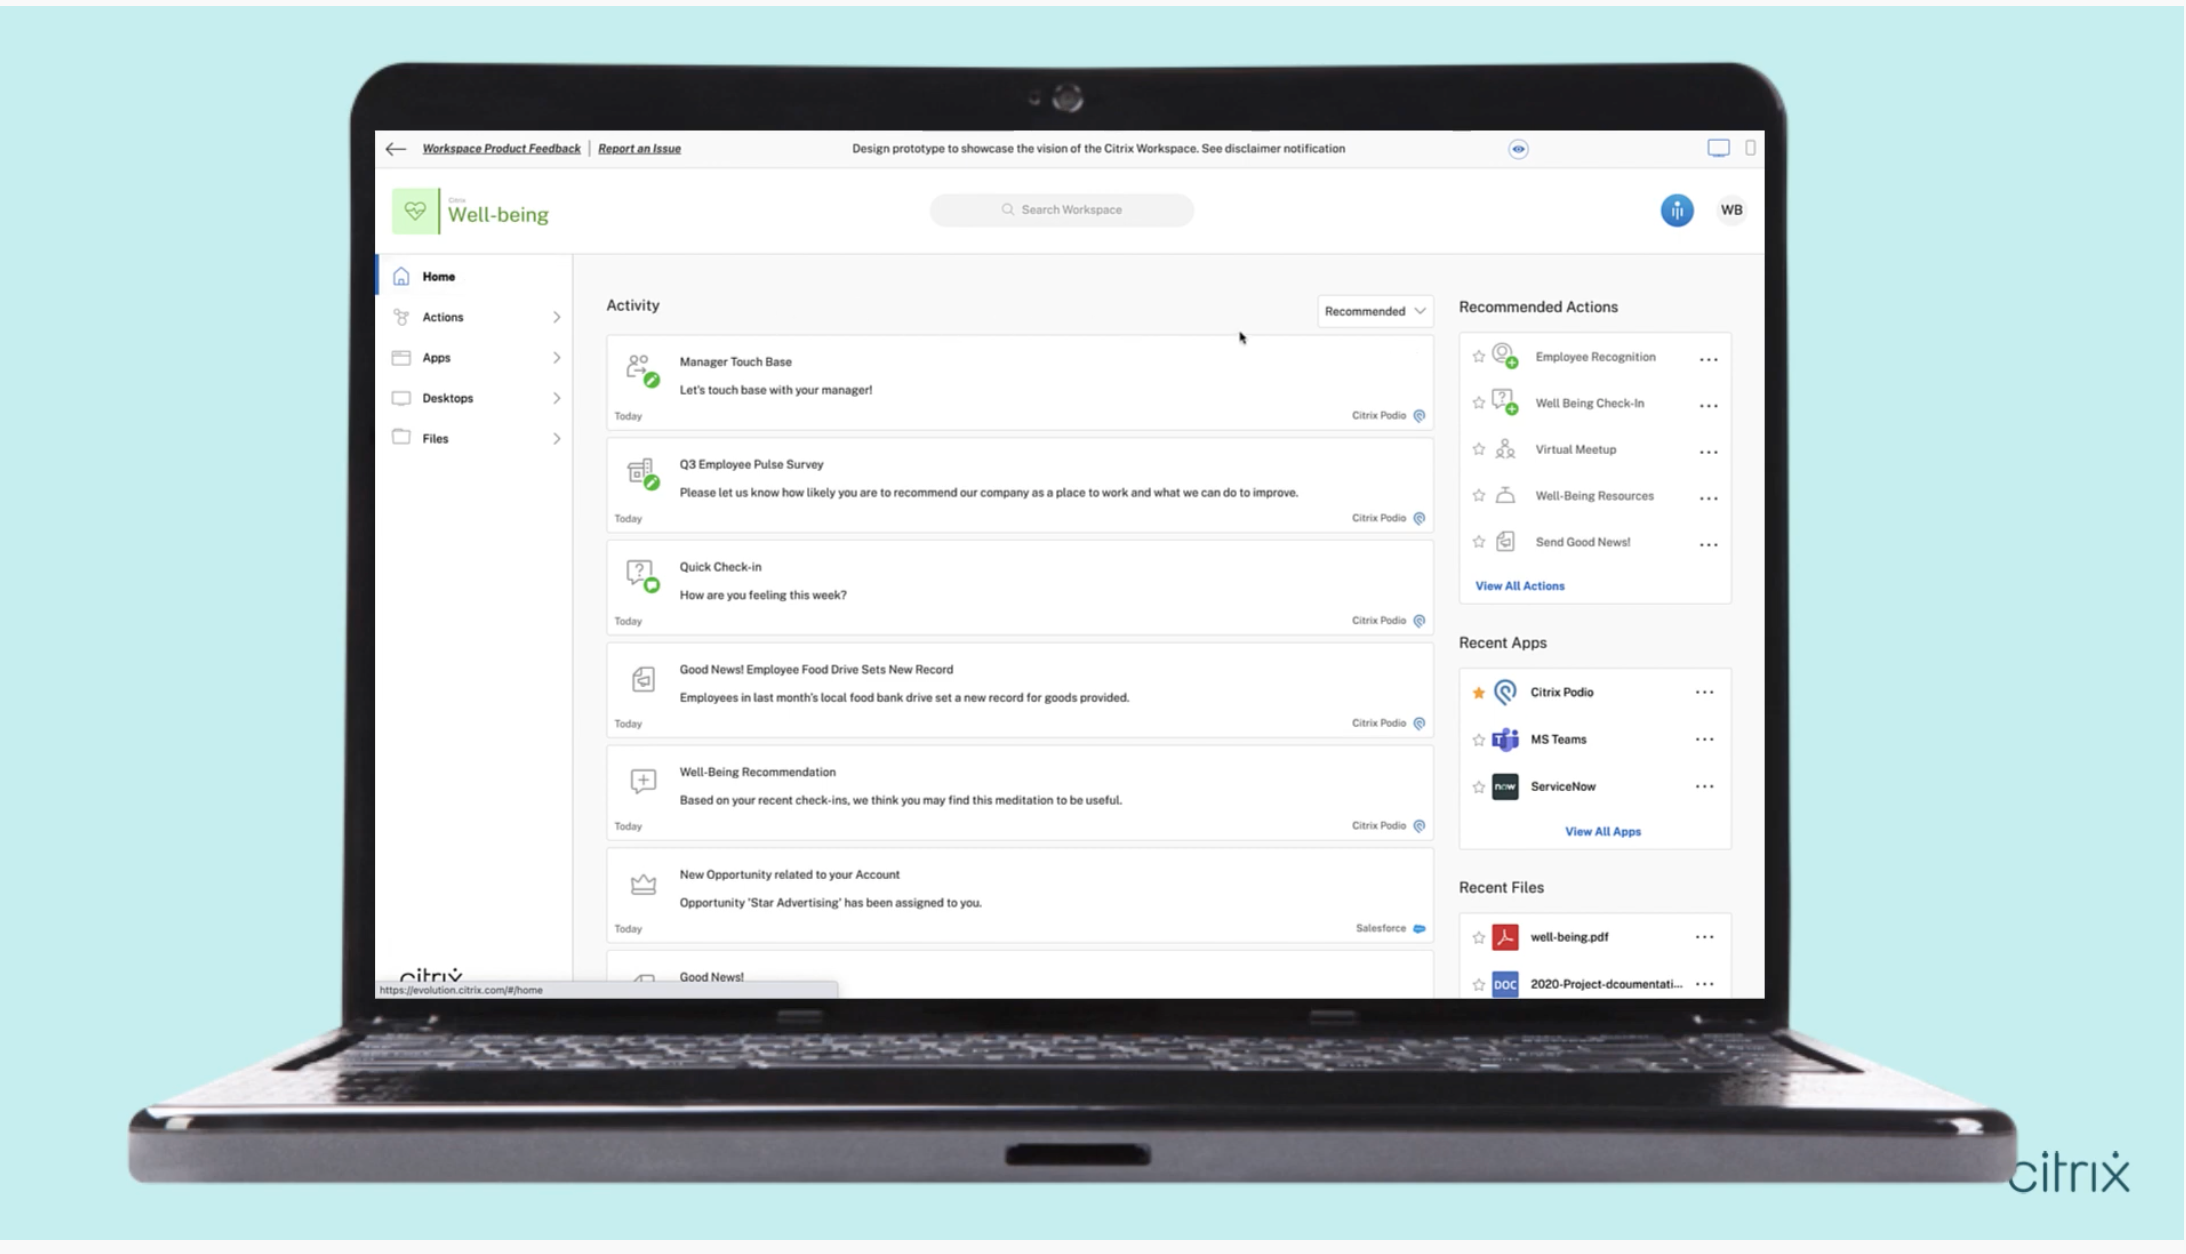 Workspace Product Feedback | Report an Issue
Design prototype to showcase the vision of the Citrix Workspace. See disclaimer notification
Citrix
Well-being
Search Workspace
WB
Home
Actions
Apps
Desktops
Files
Activity
Recommended
Manager Touch Base
Let's touch base with your manager!
Today
Citrix Podio
Q3 Employee Pulse Survey
Please let us know how likely you are to recommend our company as a place to work and what we can do to improve.
Today
Citrix Podio
Quick Check-in
How are you feeling this week?
Today
Citrix Podio
Good News! Employee Food Drive Sets New Record
Employees in last month's local food bank drive set a new record for goods provided.
Today
Citrix Podio
Well-Being Recommendation
Based on your recent check-ins, we think you may find this meditation to be useful.
Today
Citrix Podio
New Opportunity related to your Account
Opportunity 'Star Advertising' has been assigned to you.
Today
Salesforce
Good News!
Recommended Actions
Employee Recognition
Well Being Check-In
Virtual Meetup
Well-Being Resources
Send Good News!
View All Actions
Recent Apps
Citrix Podio
T MS Teams
now ServiceNow
View All Apps
Recent Files
well-being.pdf
DOC 2020-Project-dcoumentati...
citrix
https://evolution.citrix.com/#/home
citrix